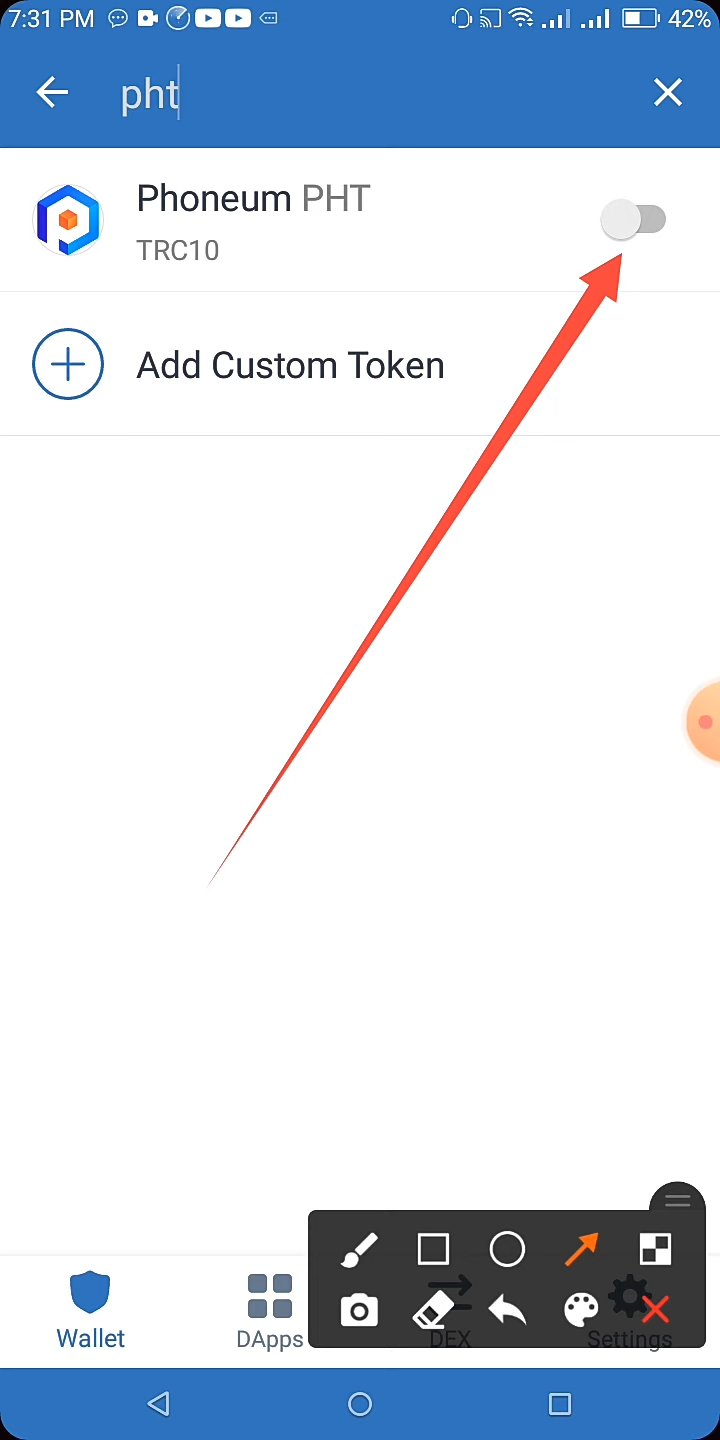 7:31 PM
42%
pht
Phoneum PHT
TRC10
Add Custom Token
Wallet
DApps
DEX
Settings